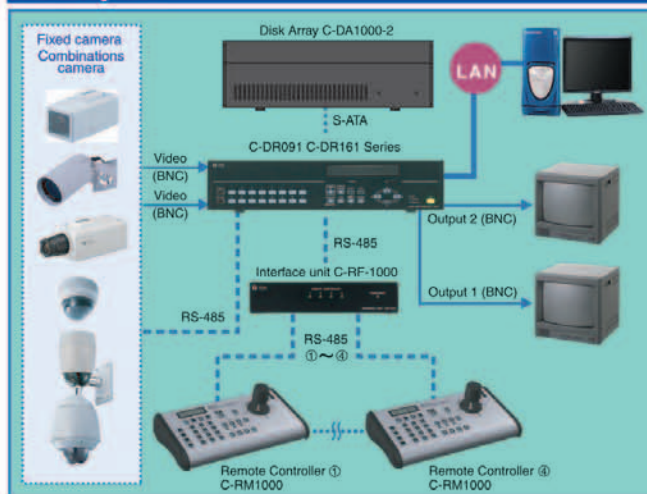 Fixed camera
Combinations
camera
Disk Array C-DA1000-2
LAN
S-ATA
C-DR091 C-DR161 Series
Video
(BNC)
Video
(BNC)
Output 2 (BNC)
RS-485
Interface unit C-RF-1000
Output 1 (BNC)
RS-485
RS-485
①~④
Remote Controller ①
C-RM1000
Remote Controller ④
C-RM1000